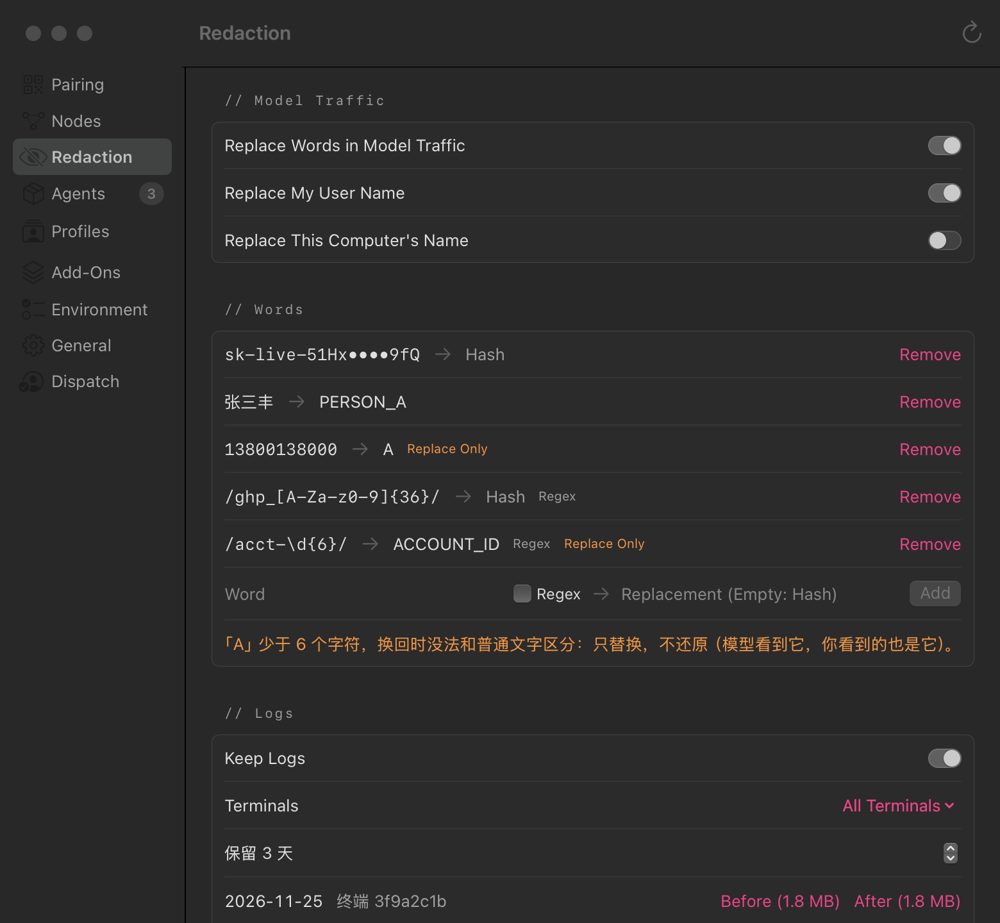 Redaction
Pairing
Nodes
Redaction
Agents 3
Profiles
Add-Ons
Environment
General
Dispatch
// Model Traffic
Replace Words in Model Traffic
Replace My User Name
Replace This Computer's Name
// Words
sk-live-51Hx••••9fQ → Hash Remove
张三丰 → PERSON_A Remove
13800138000 → A Replace Only Remove
/ghp_[A-Za-z0-9]{36}/ → Hash Regex Remove
/acct-\d{6}/ → ACCOUNT_ID Regex Replace Only Remove
Word Regex → Replacement (Empty: Hash) Add
「A」少于 6 个字符，换回时没法和普通文字区分：只替换，不还原（模型看到它，你看到的也是它）。
// Logs
Keep Logs
Terminals All Terminals
保留 3 天
2026-11-25 终端 3f9a2c1b Before (1.8 MB) After (1.8 MB)